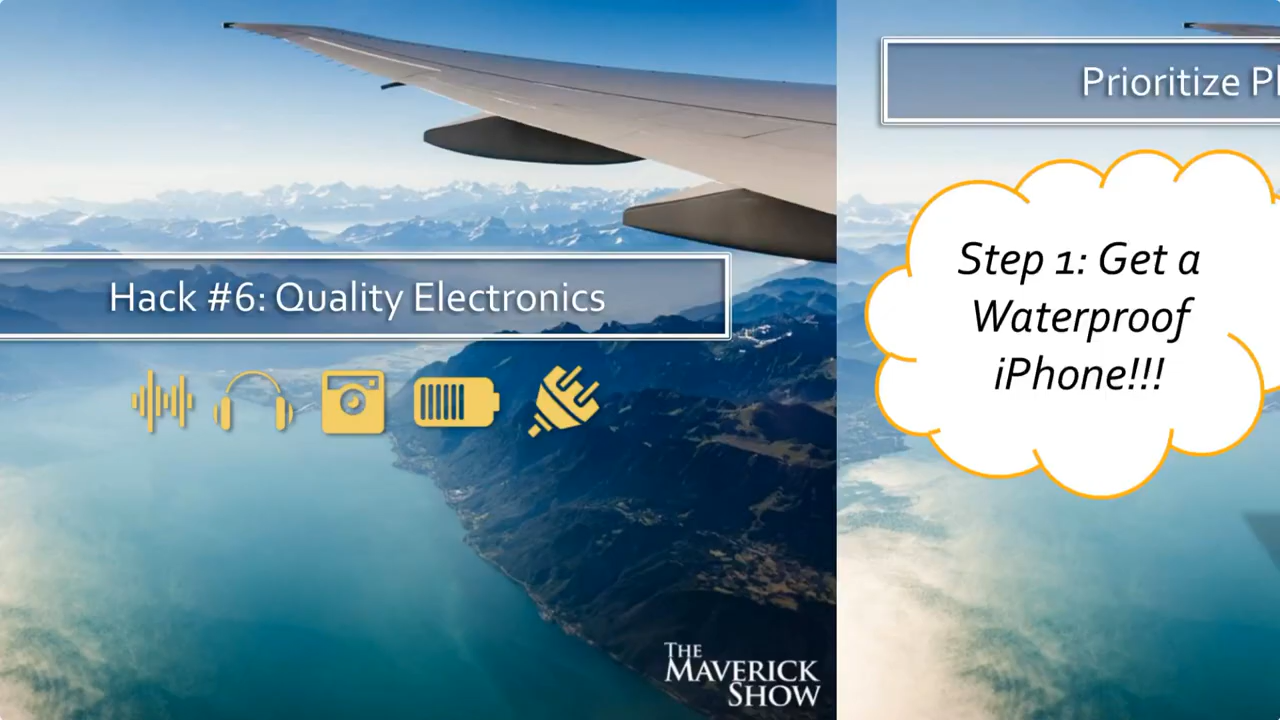 Hack #6: Quality Electronics
THE
MAVERICK
SHOW
Prioritize
Step 1: Get a
Waterproof
iPhone!!!